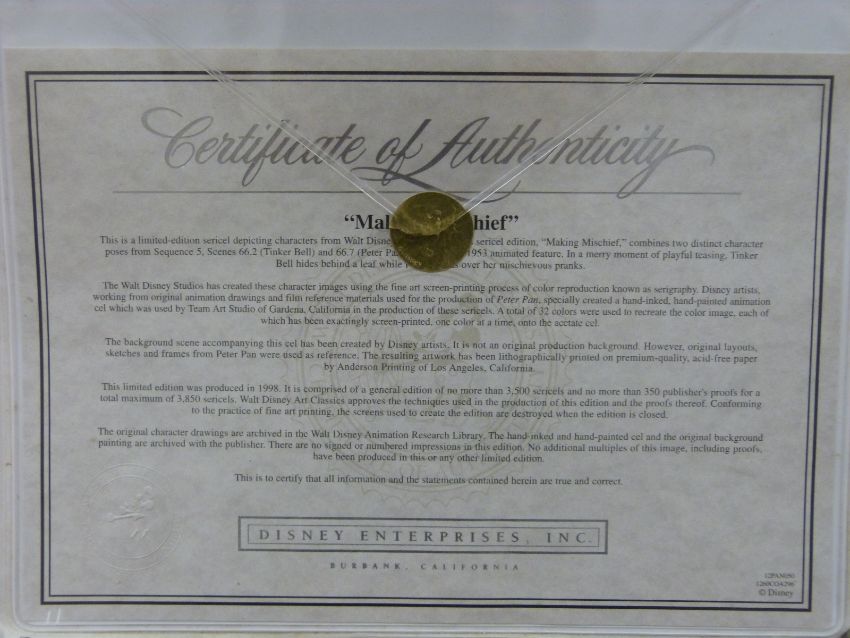 Certificate of Authenticity
“Mal hief”
This is a limited-edition sericel depicting characters from Walt Disne sericel edition, “Making Mischief,” combines two distinct character
poses from Sequence 5, Scenes 66.2 (Tinker Bell) and 66.7 (Peter Pa 1953 animated feature. In a merry moment of playful teasing, Tinker
Bell hides behind a leaf while over her mischievous pranks.
The Walt Disney Studios has created these character images using the fine art screen-printing process of color reproduction known as serigraphy. Disney artists,
working from original animation drawings and film reference materials used for the production of Peter Pan, specially created a hand-inked, hand-painted animation
cel which was used by Team Art Studio of Gardena, California in the production of these sericels. A total of 32 colors were used to recreate the color image, each of
which has been exactingly screen-printed, one color at a time, onto the acetate cel.
The background scene accompanying this cel has been created by Disney artists. It is not an original production background. However, original layouts,
sketches and frames from Peter Pan were used as reference. The resulting artwork has been lithographically printed on premium-quality, acid-free paper
by Anderson Printing of Los Angeles, California.
This limited edition was produced in 1998. It is comprised of a general edition of no more than 3,500 sericels and no more than 350 publisher's proofs for a
total maximum of 3,850 sericels. Walt Disney Art Classics approves the techniques used in the production of this edition and the proofs thereof. Conforming
to the practice of fine art printing, the screens used to create the edition are destroyed when the edition is closed.
The original character drawings are archived in the Walt Disney Animation Research Library. The hand-inked and hand-painted cel and the original background
painting are archived with the publisher. There are no signed or numbered impressions in this edition. No additional multiples of this image, including proofs,
have been produced in this or any other limited edition.
This is to certify that all information and the statements contained herein are true and correct.
DISNEY ENTERPRISES, INC.
BURBANK, CALIFORNIA
© Disney